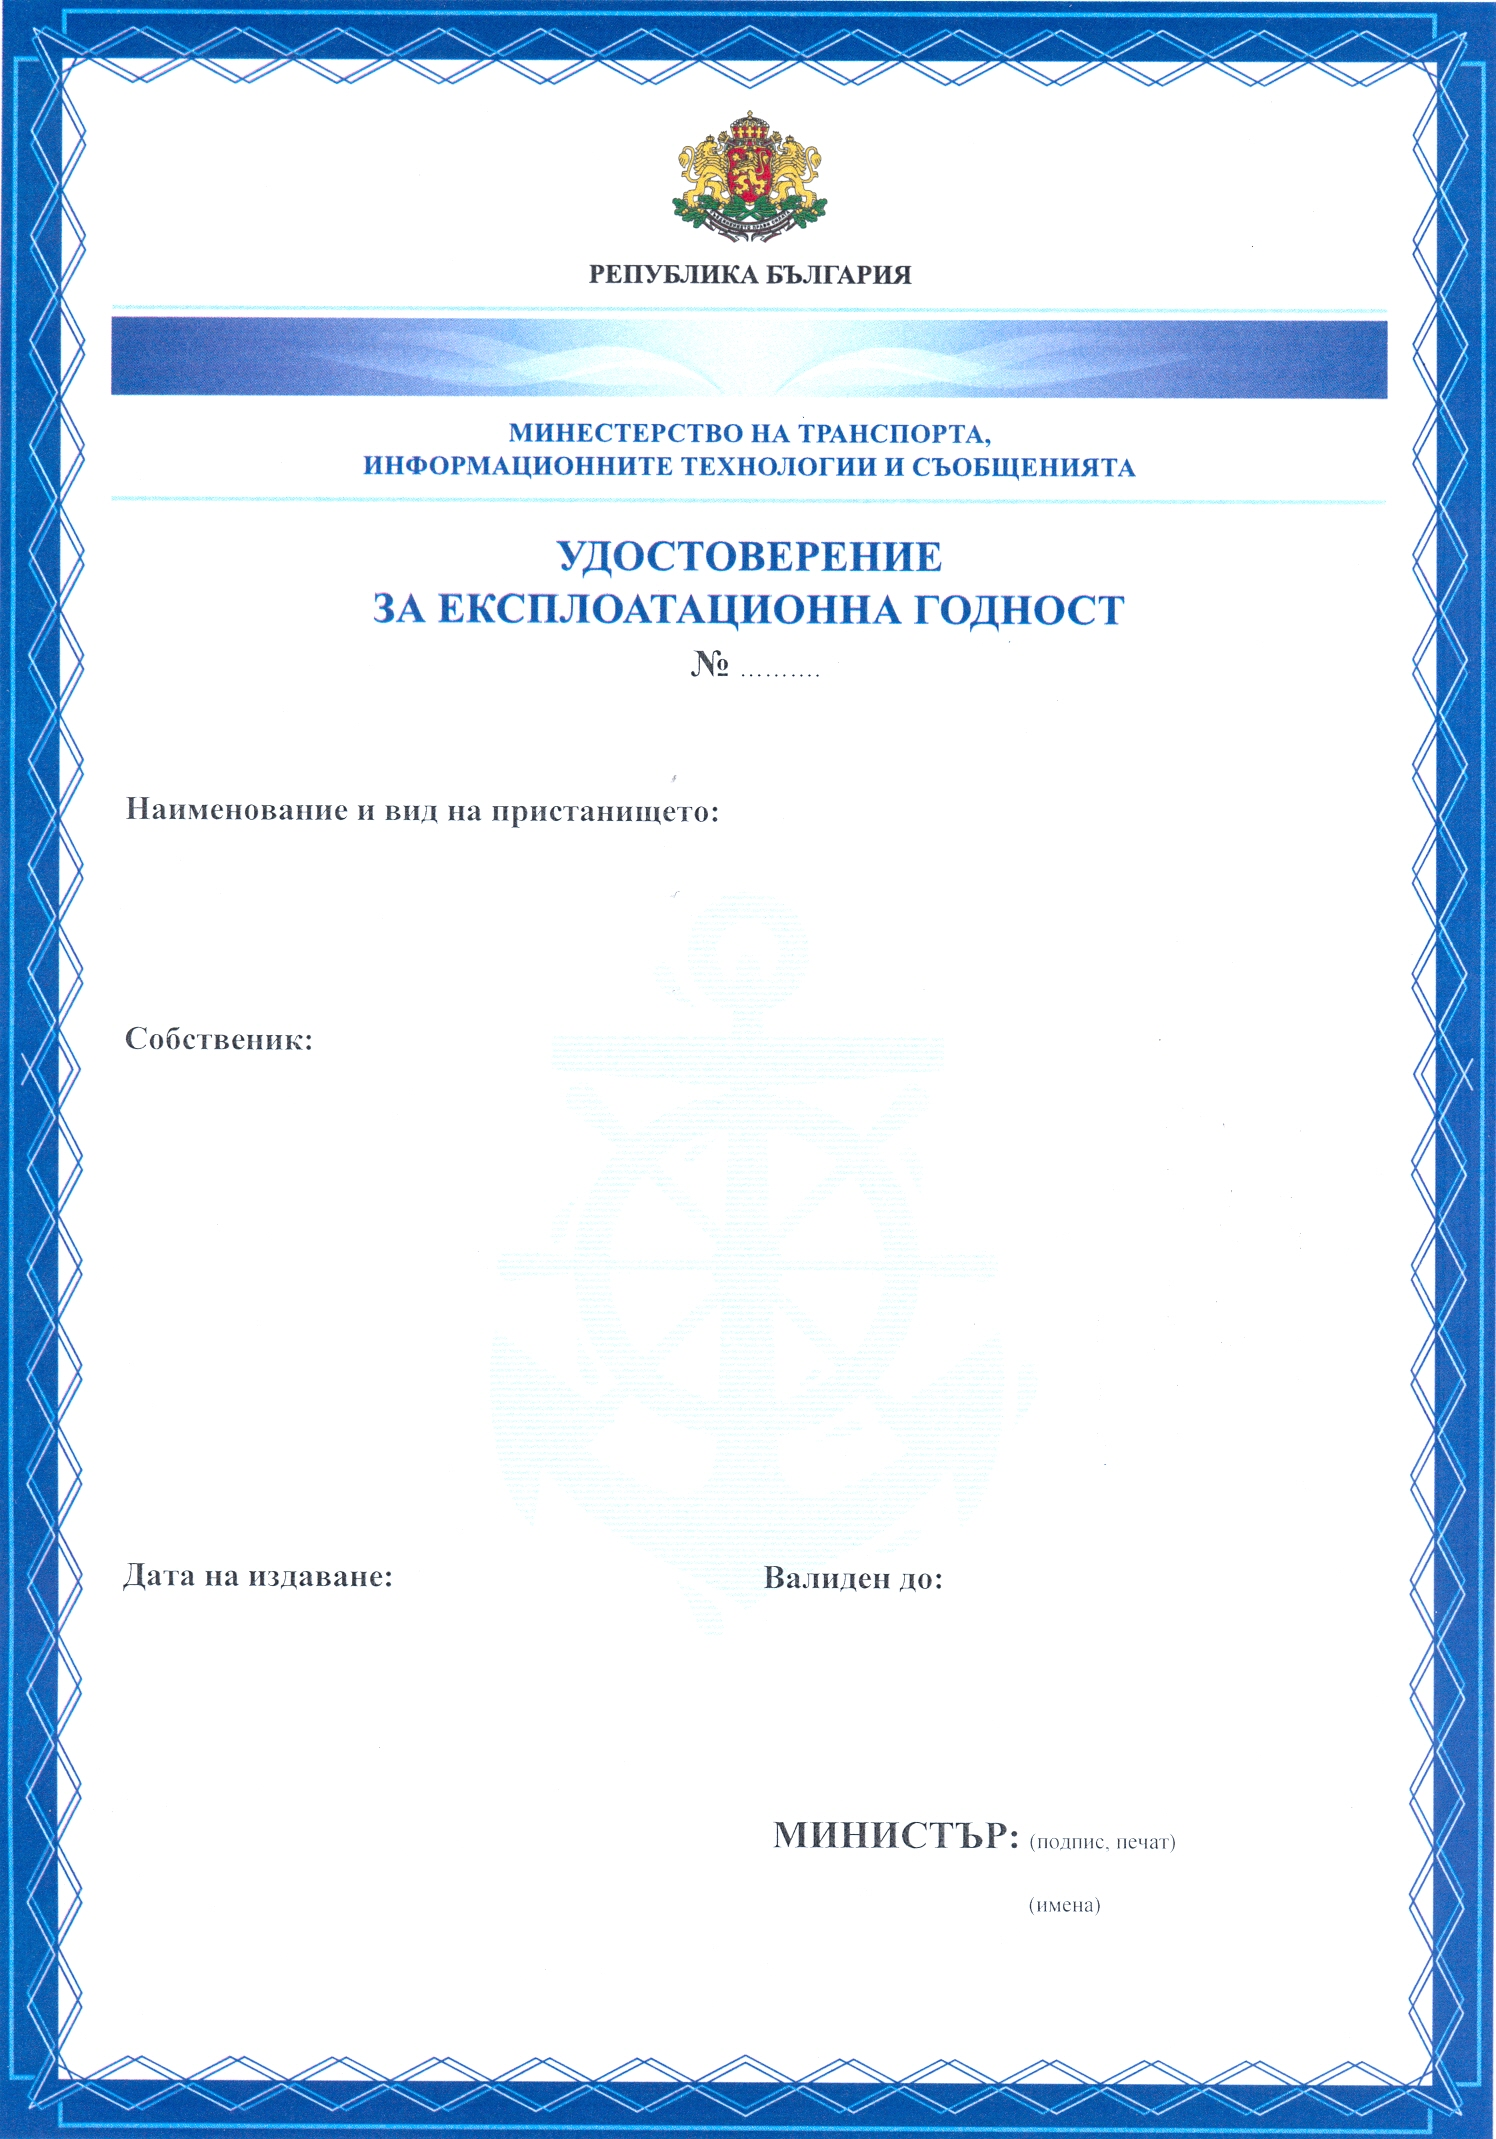 РЕПУБЛИКА БЪЛГАРИЯ
МИНЕСТЕРСТВО НА ТРАНСПОРТА,
ИНФОРМАЦИОННИТЕ ТЕХНОЛОГИИ И СЪОБЩЕНИЯТА
УДОСТОВЕРЕНИЕ
ЗА ЕКСПЛОАТАЦИОННА ГОДНОСТ
№ ..........
Наименование и вид на пристанището:
Собственик:
Дата на издаване: Валиден до:
МИНИСТЪР: (подпис, печат)
(имена)